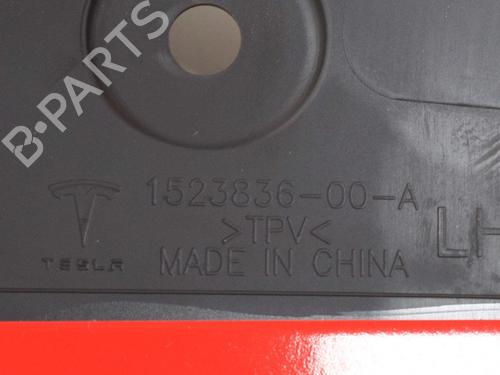 B-PARTS
1523836-00-A
>TPV<
LH
TESLA
MADE IN CHINA